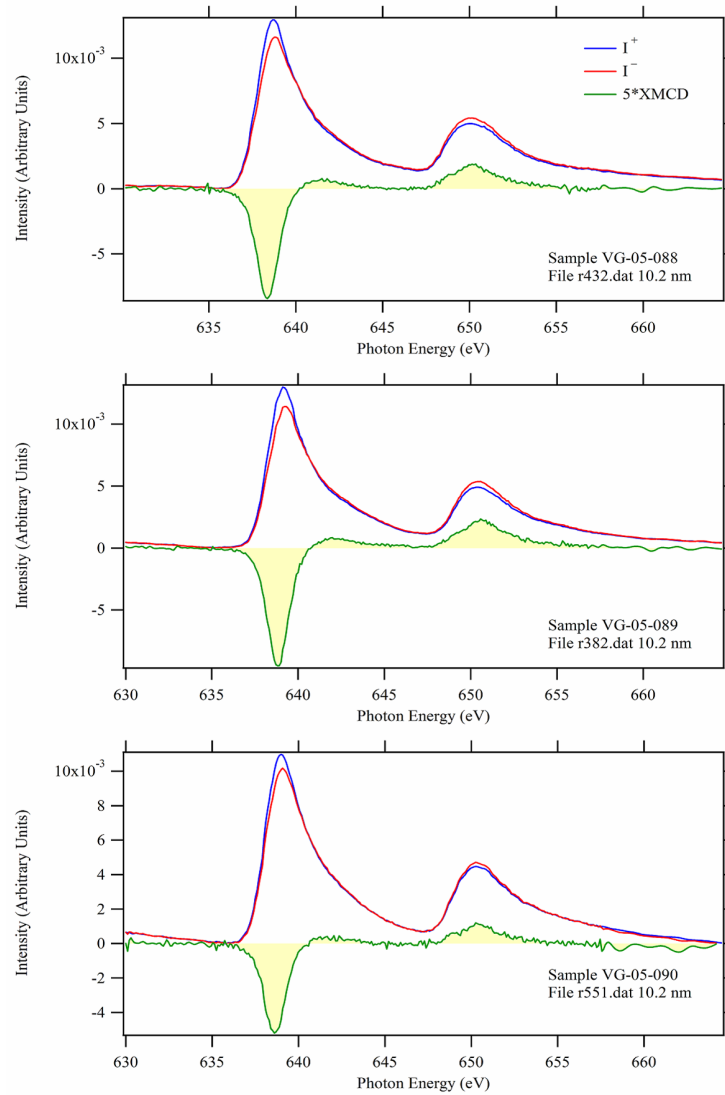 10x10⁻³
5
0
-5
Intensity (Arbitrary Units)
I⁺
I⁻
5*XMCD
Sample VG-05-088
File r432.dat 10.2 nm
635 640 645 650 655 660
Photon Energy (eV)
10x10⁻³
5
0
-5
Intensity (Arbitrary Units)
Sample VG-05-089
File r382.dat 10.2 nm
630 635 640 645 650 655 660
Photon Energy (eV)
10x10⁻³
8
6
4
2
0
-2
-4
Intensity (Arbitrary Units)
Sample VG-05-090
File r551.dat 10.2 nm
630 635 640 645 650 655 660
Photon Energy (eV)